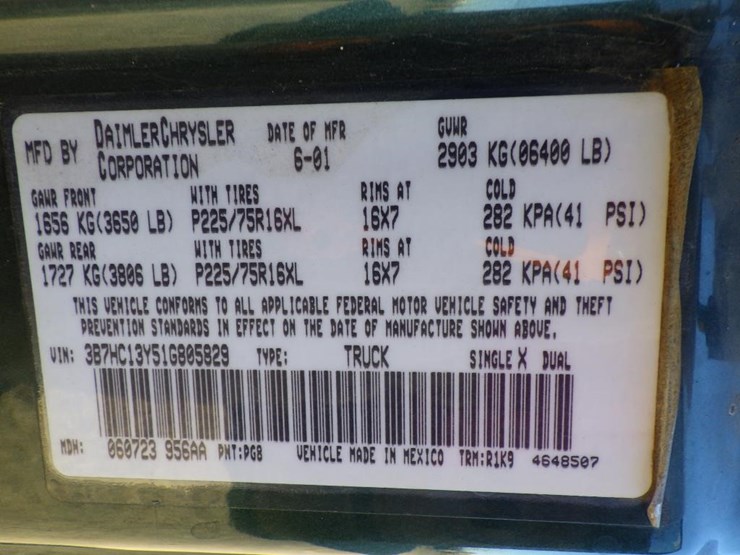 MFD BY DAIMLERCHRYSLER CORPORATION DATE OF MFR 6-01 GVWR 2903 KG(06400 LB)
GAWR FRONT WITH TIRES RIMS AT COLD
1656 KG(3650 LB) P225/75R16XL 16X7 282 KPA(41 PSI)
GAWR REAR WITH TIRES RIMS AT COLD
1727 KG(3806 LB) P225/75R16XL 16X7 282 KPA(41 PSI)
THIS VEHICLE CONFORMS TO ALL APPLICABLE FEDERAL MOTOR VEHICLE SAFETY AND THEFT
PREVENTION STANDARDS IN EFFECT ON THE DATE OF MANUFACTURE SHOWN ABOVE.
VIN: 3B7HC13Y51G805829 TYPE: TRUCK SINGLE X DUAL
MDH: 060723 956AA PNT:PGB VEHICLE MADE IN MEXICO TRM:R1K9 4648507